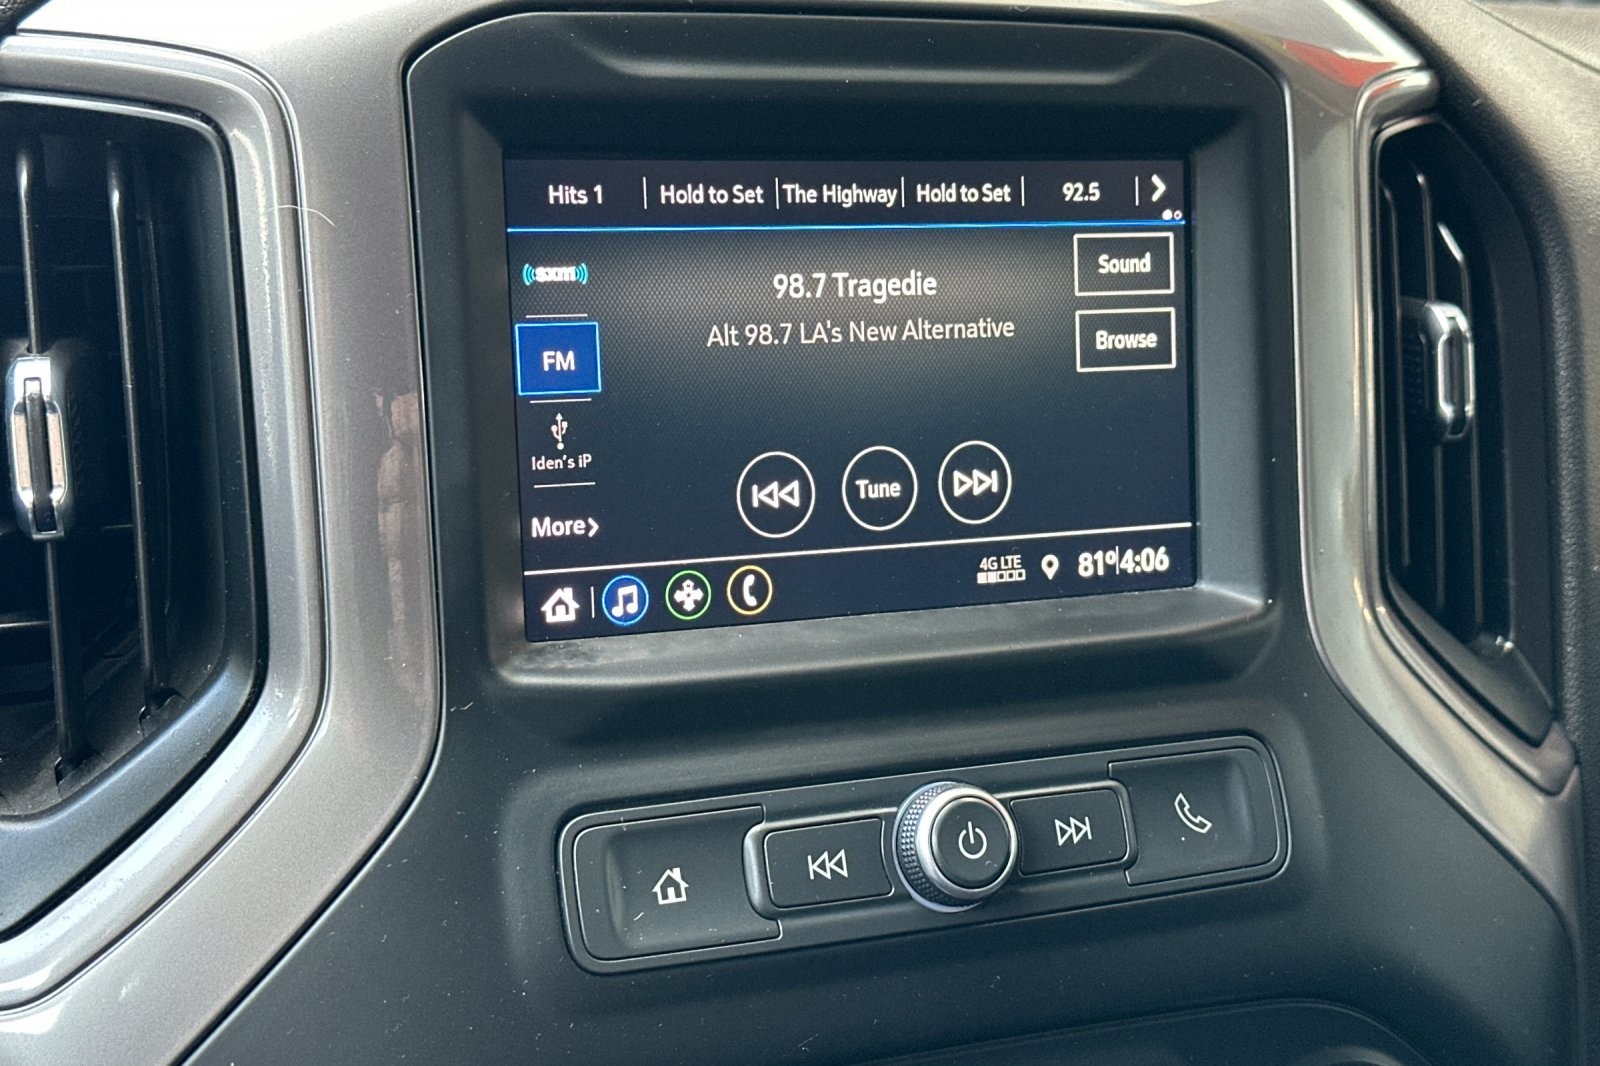 Hits 1 | Hold to Set | The Highway | Hold to Set | 92.5
((sxm))
98.7 Tragedie
Sound
Alt 98.7 LA's New Alternative
Browse
FM
Iden's iP
Tune
More
4G LTE
81° 4:06